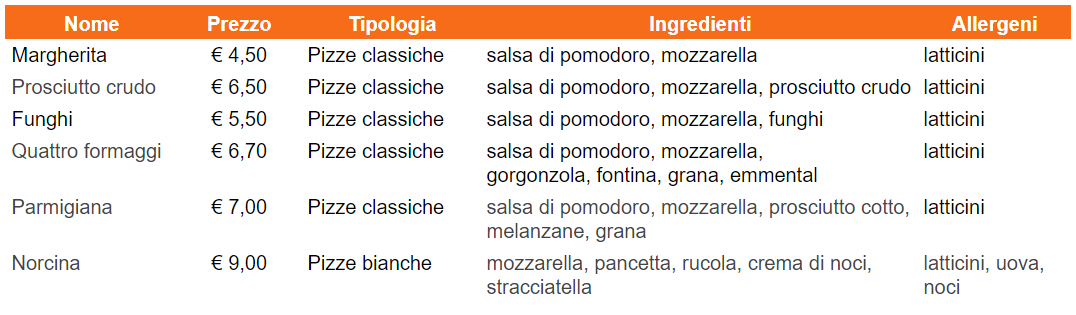 Nome Prezzo Tipologia Ingredienti Allergeni
Margherita € 4,50 Pizze classiche salsa di pomodoro, mozzarella latticini
Prosciutto crudo € 6,50 Pizze classiche salsa di pomodoro, mozzarella, prosciutto crudo latticini
Funghi € 5,50 Pizze classiche salsa di pomodoro, mozzarella, funghi latticini
Quattro formaggi € 6,70 Pizze classiche salsa di pomodoro, mozzarella, latticini
gorgonzola, fontina, grana, emmental
Parmigiana € 7,00 Pizze classiche salsa di pomodoro, mozzarella, prosciutto cotto, latticini
melanzane, grana
Norcina € 9,00 Pizze bianche mozzarella, pancetta, rucola, crema di noci, latticini, uova,
stracciatella noci